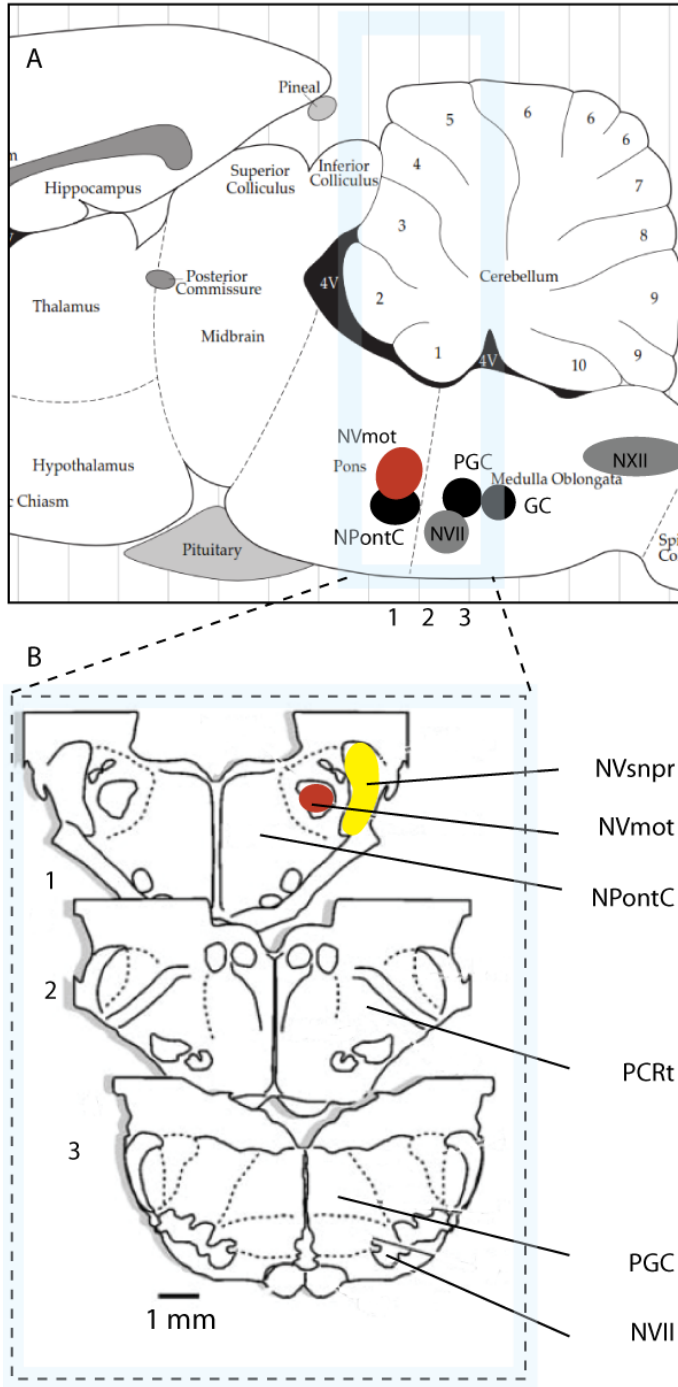 A
Pineal
5
6
6
6
4
Superior
Colliculus
Inferior
Colliculus
m
Hippocampus
7
3
8
Posterior
Commissure
4V
Cerebellum
Thalamus
2
9
Midbrain
1
4V
10
9
NVmot
Hypothalamus
Pons
PGC
Medulla Oblongata
NXII
c Chiasm
GC
NPontC
NVII
Pituitary
Spi
Co
1 2 3
B
NVsnpr
NVmot
1
NPontC
2
PCRt
3
PGC
1 mm
NVII